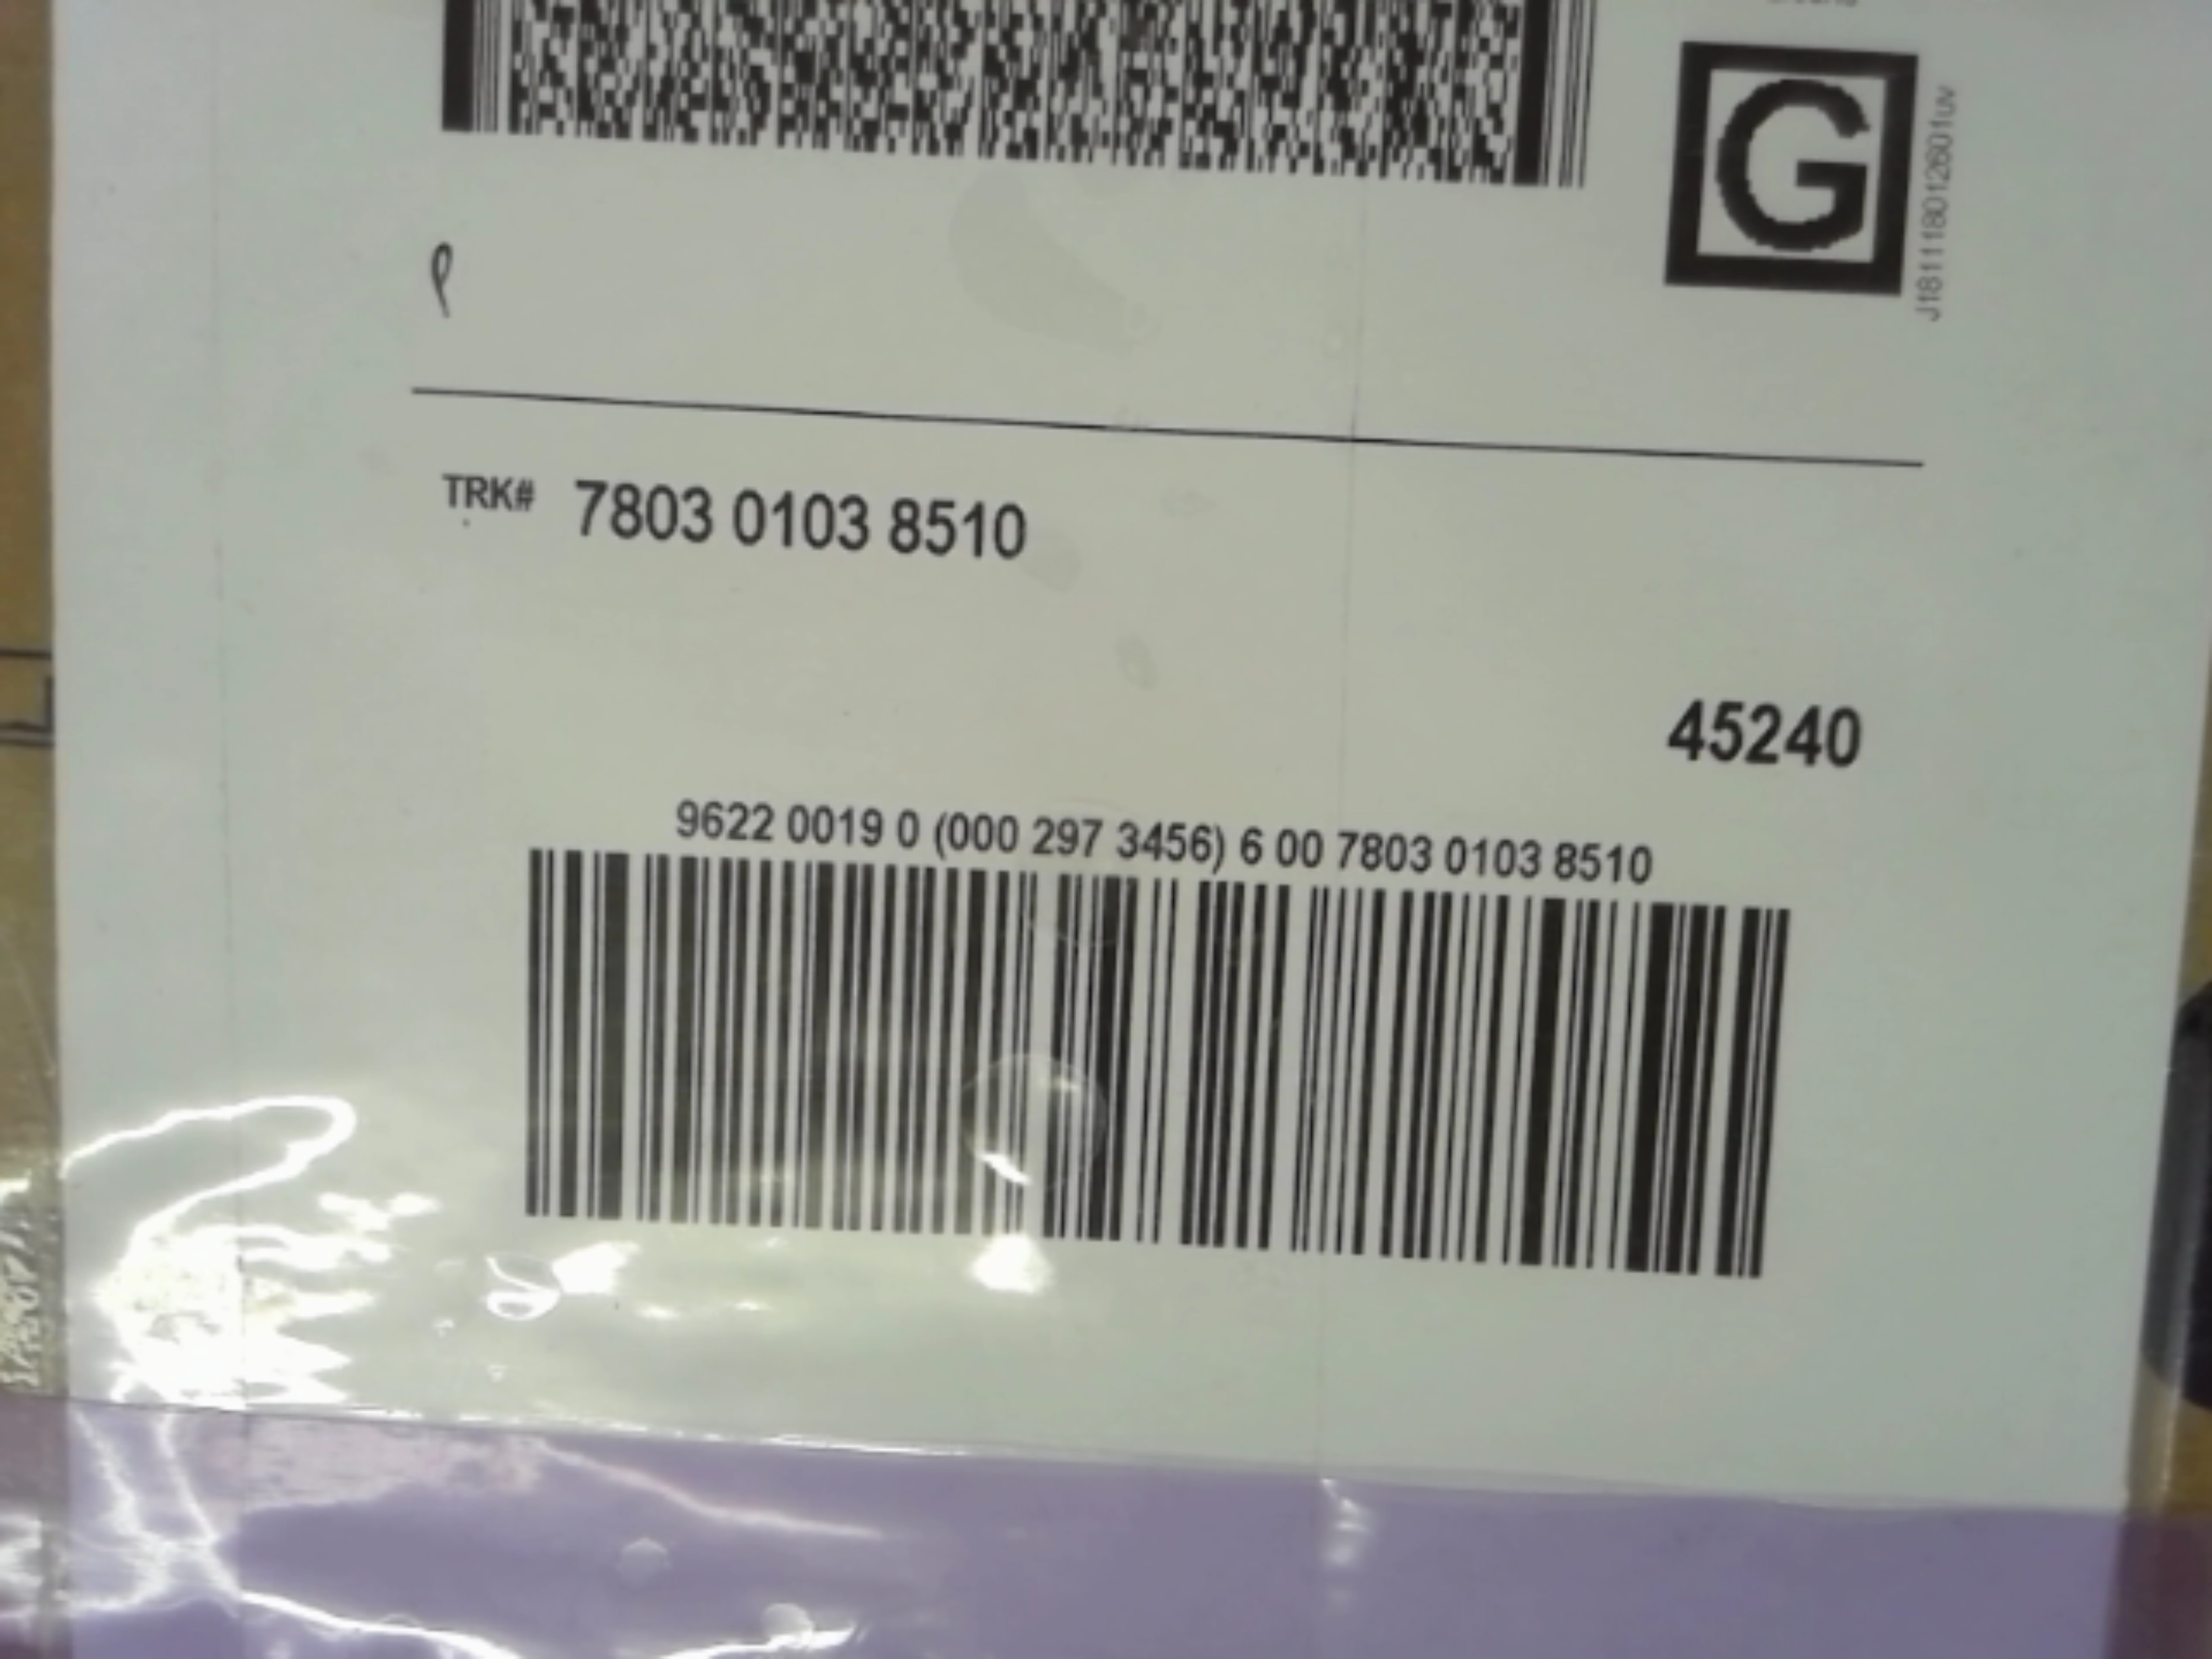 G
J181118012601uv
TRK# 7803 0103 8510
45240
9622 0019 0 (000 297 3456) 6 00 7803 0103 8510